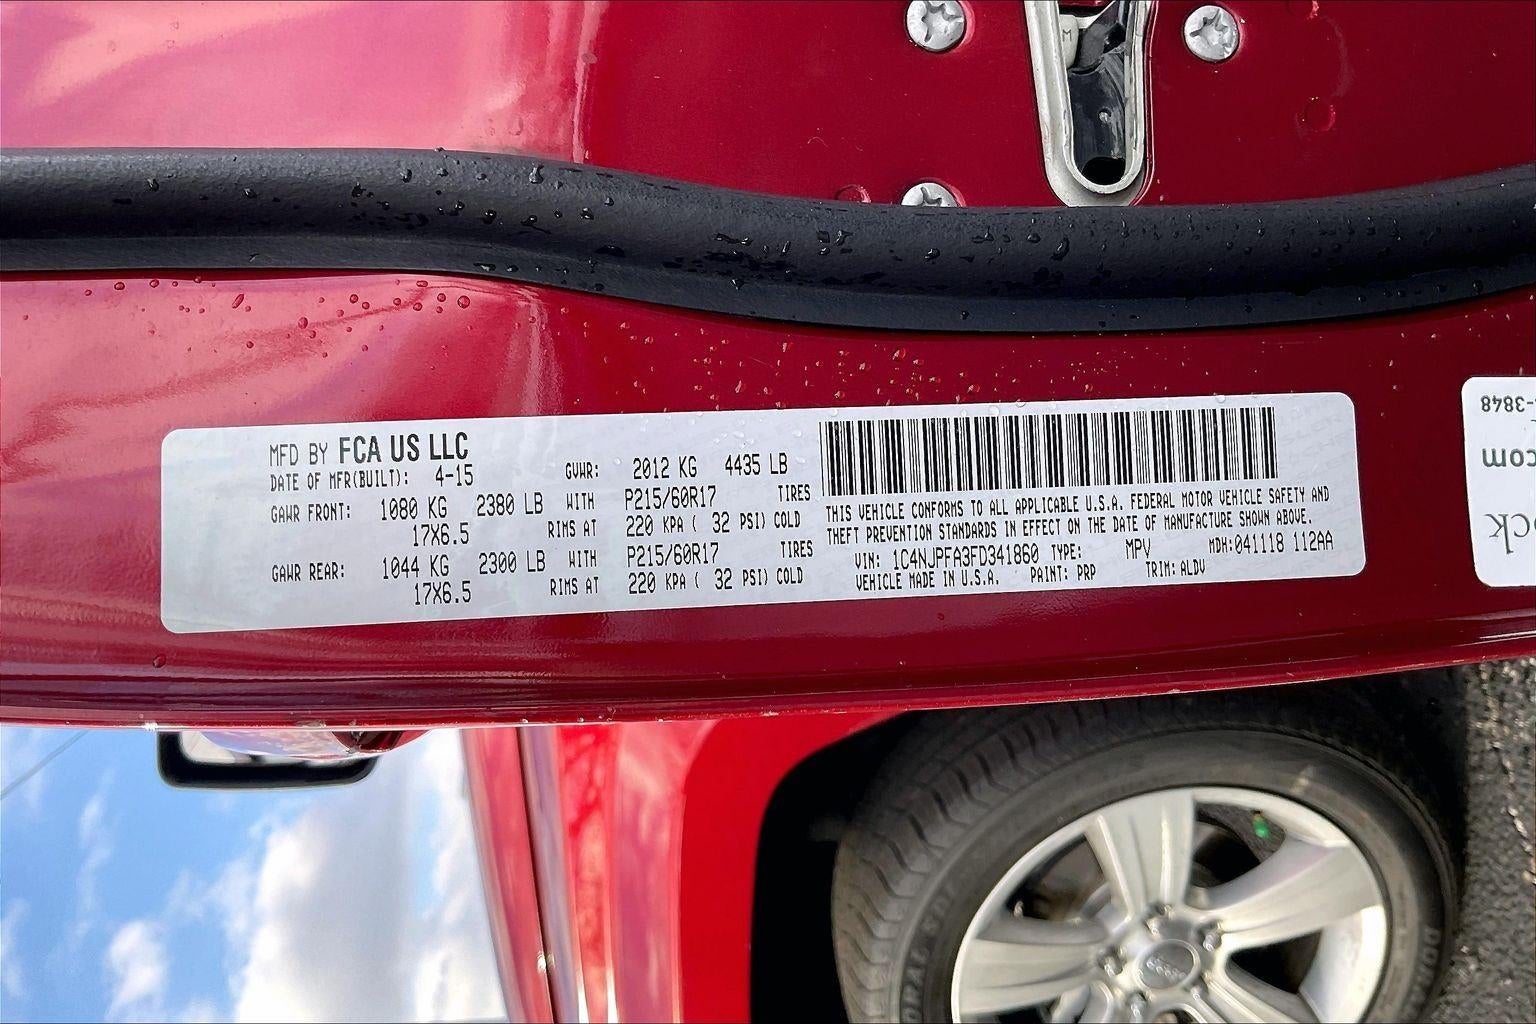 MFD BY FCA US LLC
DATE OF MFR(BUILT): 4-15 GVWR: 2012 KG 4435 LB
GAWR FRONT: 1080 KG 2380 LB WITH P215/60R17 TIRES
17X6.5 RIMS AT 220 KPA ( 32 PSI) COLD
GAWR REAR: 1044 KG 2300 LB WITH P215/60R17 TIRES
17X6.5 RIMS AT 220 KPA ( 32 PSI) COLD
THIS VEHICLE CONFORMS TO ALL APPLICABLE U.S.A. FEDERAL MOTOR VEHICLE SAFETY AND
THEFT PREVENTION STANDARDS IN EFFECT ON THE DATE OF MANUFACTURE SHOWN ABOVE.
VIN: 1C4NJPFA3FD341860 TYPE: MPV MDH:041118 112AA
VEHICLE MADE IN U.S.A. PAINT: PRP TRIM: ALDV
-3848
com
ck
M
Jeep